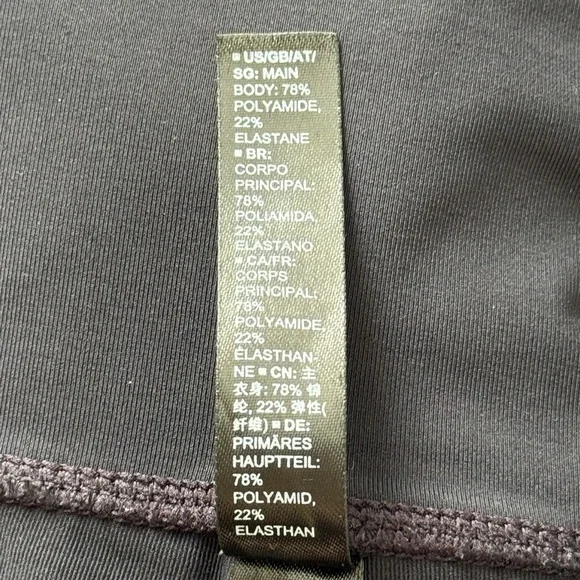 ▪ US/GB/AT/
SG: MAIN
BODY: 78%
POLYAMIDE,
22%
ELASTANE
▪ BR:
CORPO
PRINCIPAL:
78%
POLIAMIDA,
22%
ELASTANO
▪ CA/FR:
CORPS
PRINCIPAL:
78%
POLYAMIDE,
22%
ÉLASTHAN-
NE ▪ CN: 主
衣身: 78% 锦
纶, 22% 弹性(
纤维) ▪ DE:
PRIMÄRES
HAUPTTEIL:
78%
POLYAMID,
22%
ELASTHAN